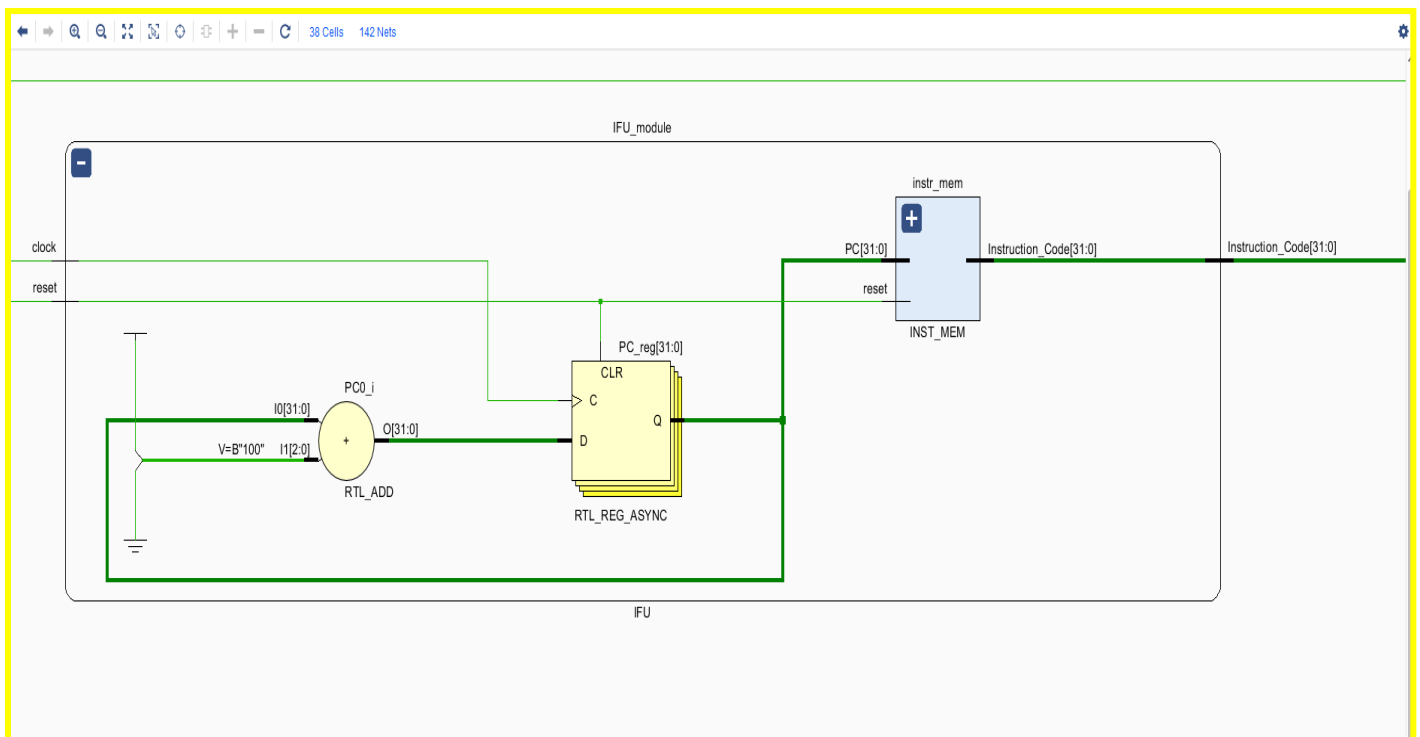 38 Cells 142 Nets
IFU_module
instr_mem
clock
PC[31:0]
Instruction_Code[31:0]
Instruction_Code[31:0]
reset
reset
INST_MEM
PC_reg[31:0]
CLR
PC0_i
C
I0[31:0]
O[31:0]
Q
+
D
V=B"100"
I1[2:0]
RTL_ADD
RTL_REG_ASYNC
IFU